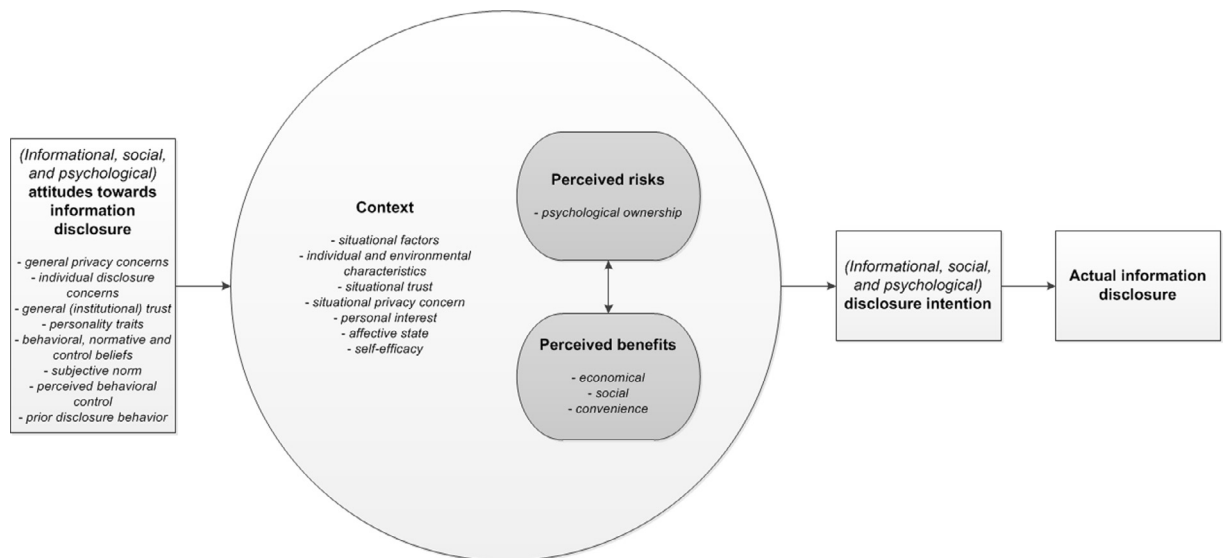 (Informational, social,
and psychological)
attitudes towards
information
disclosure
- general privacy concerns
- individual disclosure
concerns
- general (institutional) trust
- personality traits
- behavioral, normative and
control beliefs
- subjective norm
- perceived behavioral
control
- prior disclosure behavior
Context
- situational factors
- individual and environmental
characteristics
- situational trust
- situational privacy concern
- personal interest
- affective state
- self-efficacy
Perceived risks
- psychological ownership
Perceived benefits
- economical
- social
- convenience
(Informational, social,
and psychological)
disclosure intention
Actual information
disclosure